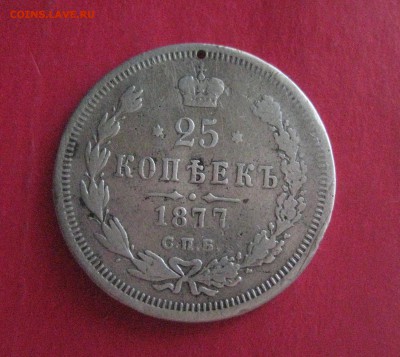 COINS.LAVE.RU
* 25 *
КОПѢЕКЪ
1877
С.П.Б.